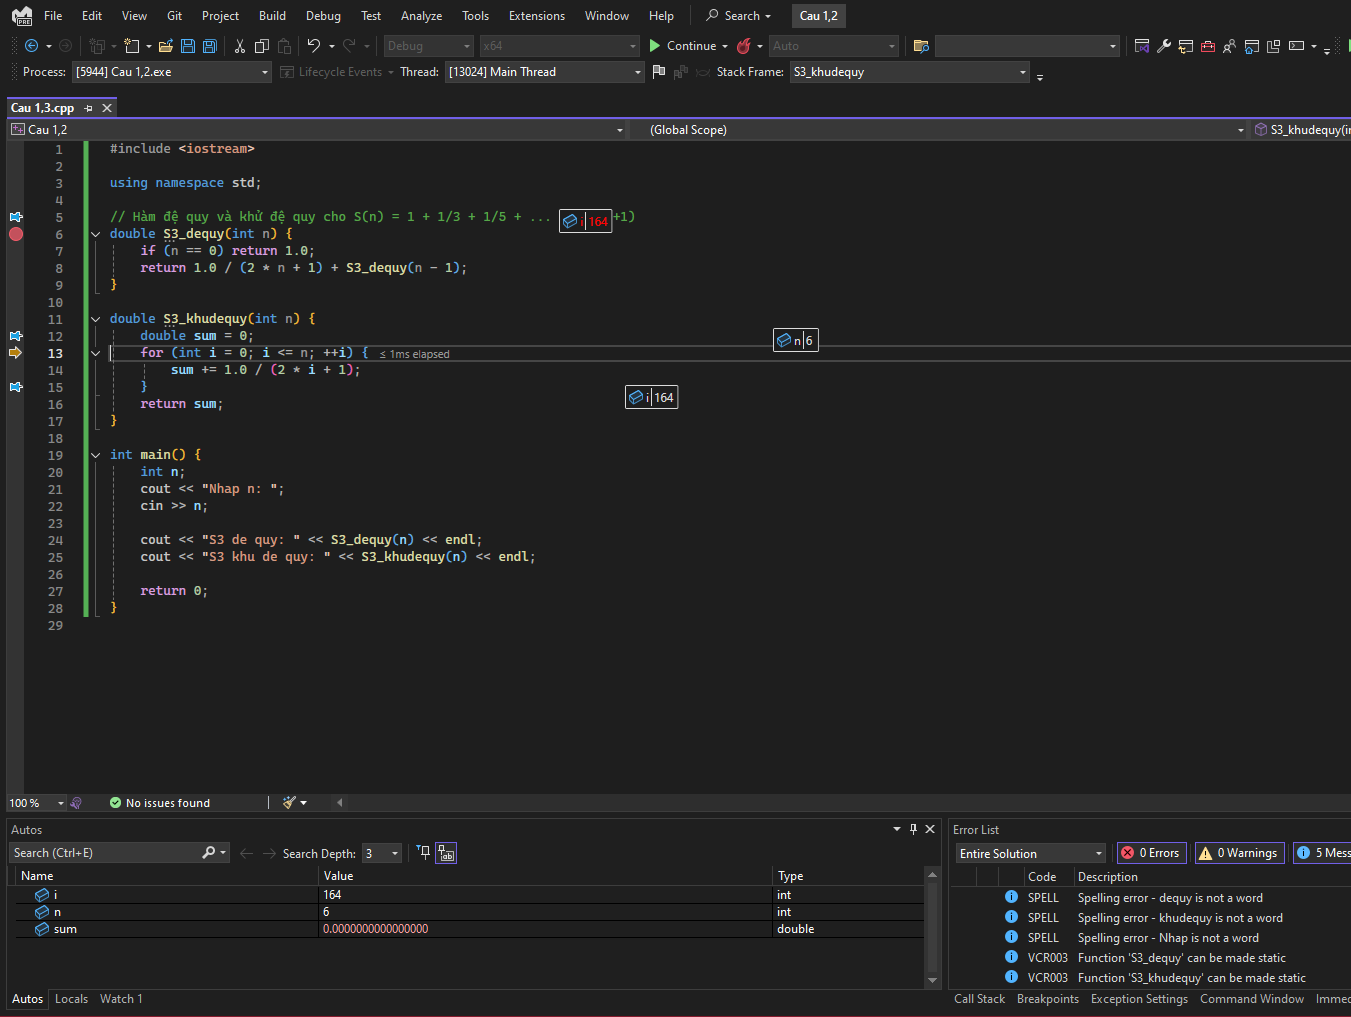 File Edit View Git Project Build Debug Test Analyze Tools Extensions Window Help Search Cau 1,2
PRE
Debug x64 Continue Auto
Process: [5944] Cau 1,2.exe Lifecycle Events Thread: [13024] Main Thread Stack Frame: S3_khudequy
Cau 1,3.cpp
Cau 1,2 (Global Scope) S3_khudequy(in
1 #include <iostream>
2
3 using namespace std;
4
5 // Hàm đệ quy và khử đệ quy cho S(n) = 1 + 1/3 + 1/5 + ... i 164 +1)
6 double S3_dequy(int n) {
7 if (n == 0) return 1.0;
8 return 1.0 / (2 * n + 1) + S3_dequy(n - 1);
9 }
10
11 double S3_khudequy(int n) {
12 double sum = 0; n 6
13 for (int i = 0; i <= n; ++i) { ≤ 1ms elapsed
14 sum += 1.0 / (2 * i + 1);
15 }
i 164
16 return sum;
17 }
18
19 int main() {
20 int n;
21 cout << "Nhap n: ";
22 cin >> n;
23
24 cout << "S3 de quy: " << S3_dequy(n) << endl;
25 cout << "S3 khu de quy: " << S3_khudequy(n) << endl;
26
27 return 0;
28 }
29
100 % No issues found
Autos
Search (Ctrl+E) Search Depth: 3
Name Value Type
i 164 int
n 6 int
sum 0.0000000000000000 double
Autos Locals Watch 1
Error List
Entire Solution 0 Errors 0 Warnings 5 Mess
Code Description
SPELL Spelling error - dequy is not a word
SPELL Spelling error - khudequy is not a word
SPELL Spelling error - Nhap is not a word
VCR003 Function 'S3_dequy' can be made static
VCR003 Function 'S3_khudequy' can be made static
Call Stack Breakpoints Exception Settings Command Window Immed